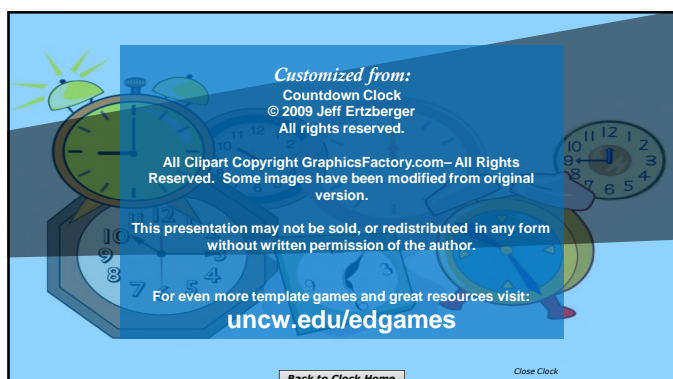 Customized from:
Countdown Clock
© 2009 Jeff Ertzberger
All rights reserved.
All Clipart Copyright GraphicsFactory.com– All Rights
Reserved. Some images have been modified from original
version.
This presentation may not be sold, or redistributed in any form
without written permission of the author.
For even more template games and great resources visit:
uncw.edu/edgames
Close Clock
Back to Clock Home